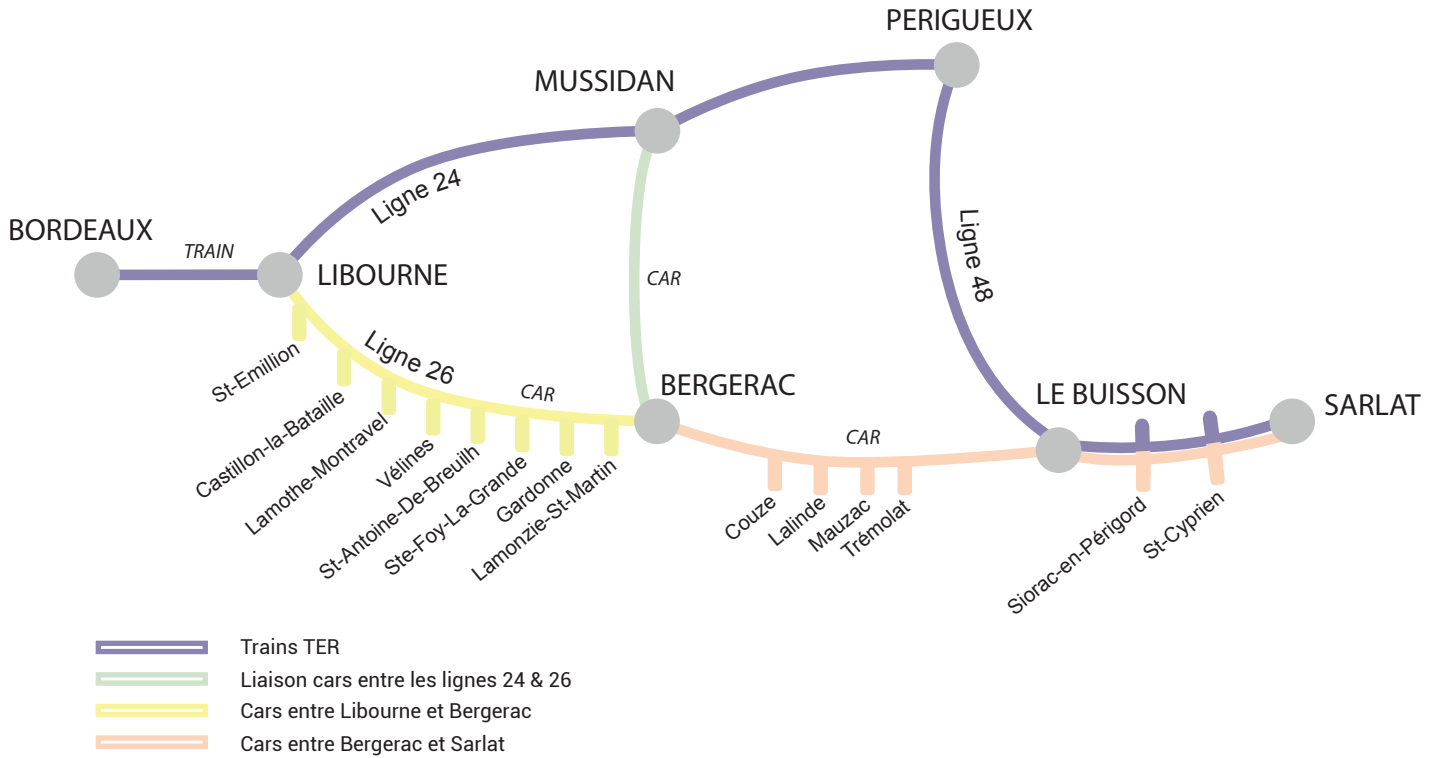 PERIGUEUX
MUSSIDAN
Ligne 24
BORDEAUX
TRAIN
LIBOURNE
CAR
Ligne 48
St-Emillion
Ligne 26
CAR
BERGERAC
LE BUISSON
SARLAT
CAR
Castillon-la-Bataille
Lamothe-Montravel
Vélines
St-Antoine-De-Breuilh
Ste-Foy-La-Grande
Gardonne
Lamonzie-St-Martin
Couze
Lalinde
Mauzac
Trémolat
Siorac-en-Périgord
St-Cyprien
Trains TER
Liaison cars entre les lignes 24 & 26
Cars entre Libourne et Bergerac
Cars entre Bergerac et Sarlat